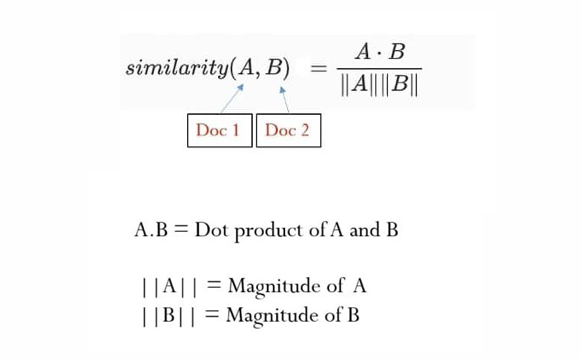 similarity(A, B) = A · B / ||A|| ||B||
Doc 1 Doc 2
A.B = Dot product of A and B
||A|| = Magnitude of A
||B|| = Magnitude of B